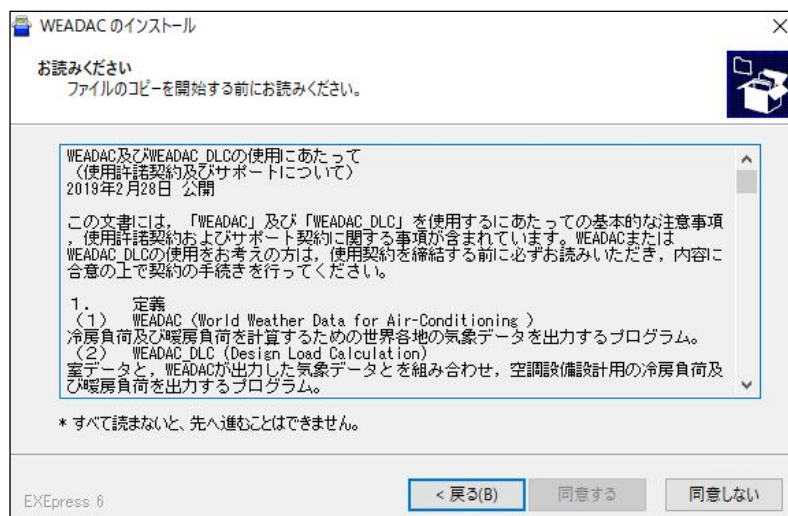 WEADAC のインストール
お読みください
ファイルのコピーを開始する前にお読みください。
WEADAC及びWEADAC_DLCの使用にあたって
（使用許諾契約及びサポートについて）
2019年2月28日 公開
この文書には，「WEADAC」及び「WEADAC_DLC」を使用するにあたっての基本的な注意事項
，使用許諾契約およびサポート契約に関する事項が含まれています。WEADACまたは
WEADAC_DLCの使用をお考えの方は，使用契約を締結する前に必ずお読みいただき，内容に
合意の上で契約の手続きを行ってください。
１．　定義
（１）　WEADAC (World Weather Data for Air-Conditioning )
冷房負荷及び暖房負荷を計算するための世界各地の気象データを出力するプログラム。
（２）　WEADAC_DLC (Design Load Calculation)
室データと，WEADACが出力した気象データとを組み合わせ，空調設備設計用の冷房負荷及
び暖房負荷を出力するプログラム。
* すべて読まないと、先へ進むことはできません。
EXEpress 6
< 戻る(B)
同意する
同意しない